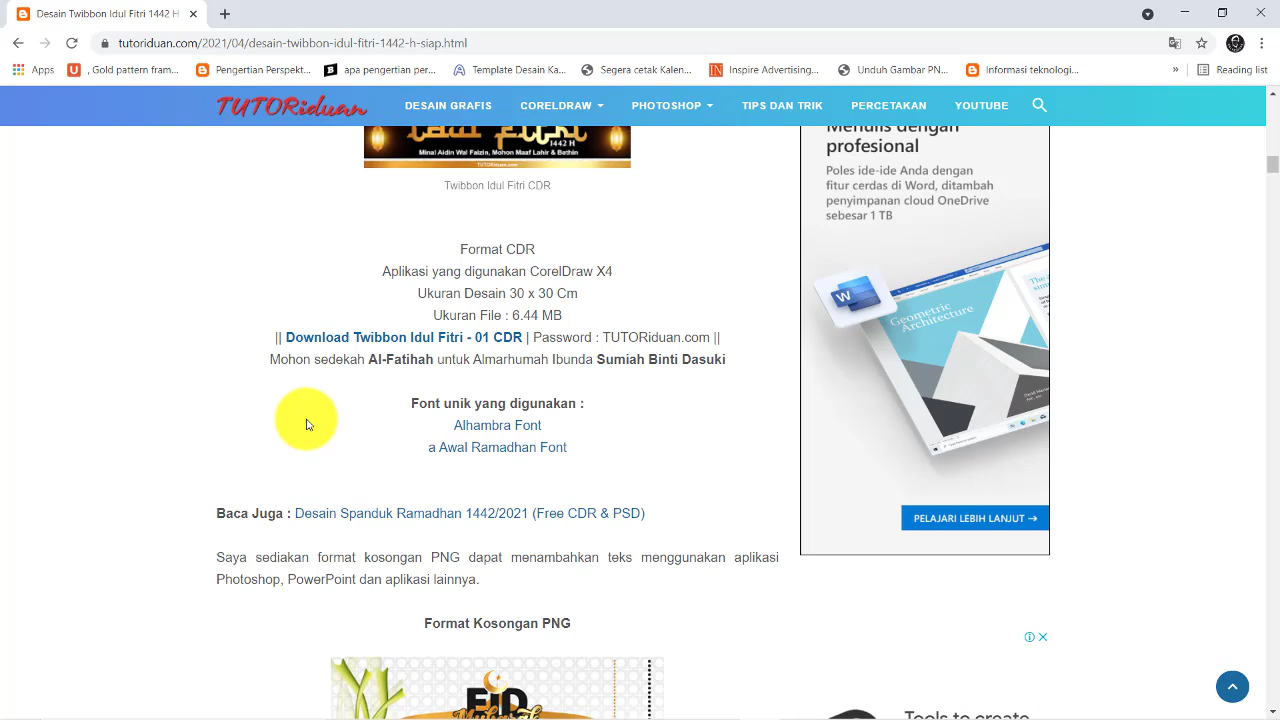 Desain Twibbon Idul Fitri 1442 H
tutoriduan.com/2021/04/desain-twibbon-idul-fitri-1442-h-siap.html
Apps
, Gold pattern fram...
Pengertian Perspekt...
apa pengertian per...
Template Desain Ka...
Segera cetak Kalen...
Inspire Advertising,...
Unduh Gambar PN...
Informasi teknologi...
»
Reading list
TUTORiduan
DESAIN GRAFIS
CORELDRAW
PHOTOSHOP
TIPS DAN TRIK
PERCETAKAN
YOUTUBE
Idul Fitri
1442 H
Minal Aidin Wal Faizin, Mohon Maaf Lahir & Bathin
TUTORiduan.com
Twibbon Idul Fitri CDR
Format CDR
Aplikasi yang digunakan CorelDraw X4
Ukuran Desain 30 x 30 Cm
Ukuran File : 6.44 MB
|| Download Twibbon Idul Fitri - 01 CDR | Password : TUTORiduan.com ||
Mohon sedekah Al-Fatihah untuk Almarhumah Ibunda Sumiah Binti Dasuki
Font unik yang digunakan :
Alhambra Font
a Awal Ramadhan Font
Baca Juga : Desain Spanduk Ramadhan 1442/2021 (Free CDR & PSD)
Saya sediakan format kosongan PNG dapat menambahkan teks menggunakan aplikasi
Photoshop, PowerPoint dan aplikasi lainnya.
Format Kosongan PNG
EID
Mubarak
Menulis dengan
profesional
Poles ide-ide Anda dengan
fitur cerdas di Word, ditambah
penyimpanan cloud OneDrive
sebesar 1 TB
W
Geometric
Architecture
PELAJARI LEBIH LANJUT →
Tools to create